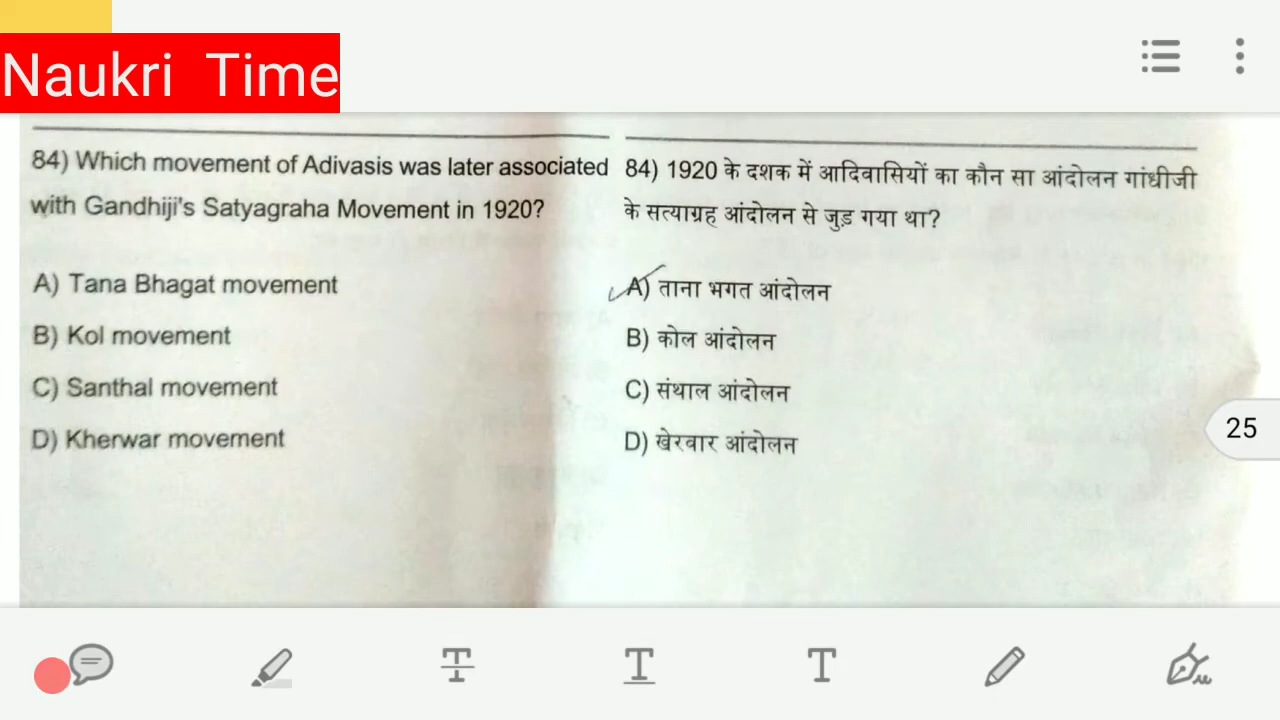 Naukri Time
84) Which movement of Adivasis was later associated
with Gandhiji's Satyagraha Movement in 1920?
A) Tana Bhagat movement
B) Kol movement
C) Santhal movement
D) Kherwar movement
84) 1920 के दशक में आदिवासियों का कौन सा आंदोलन गांधीजी
के सत्याग्रह आंदोलन से जुड़ गया था?
A) ताना भगत आंदोलन
B) कोल आंदोलन
C) संथाल आंदोलन
D) खेरवार आंदोलन
25